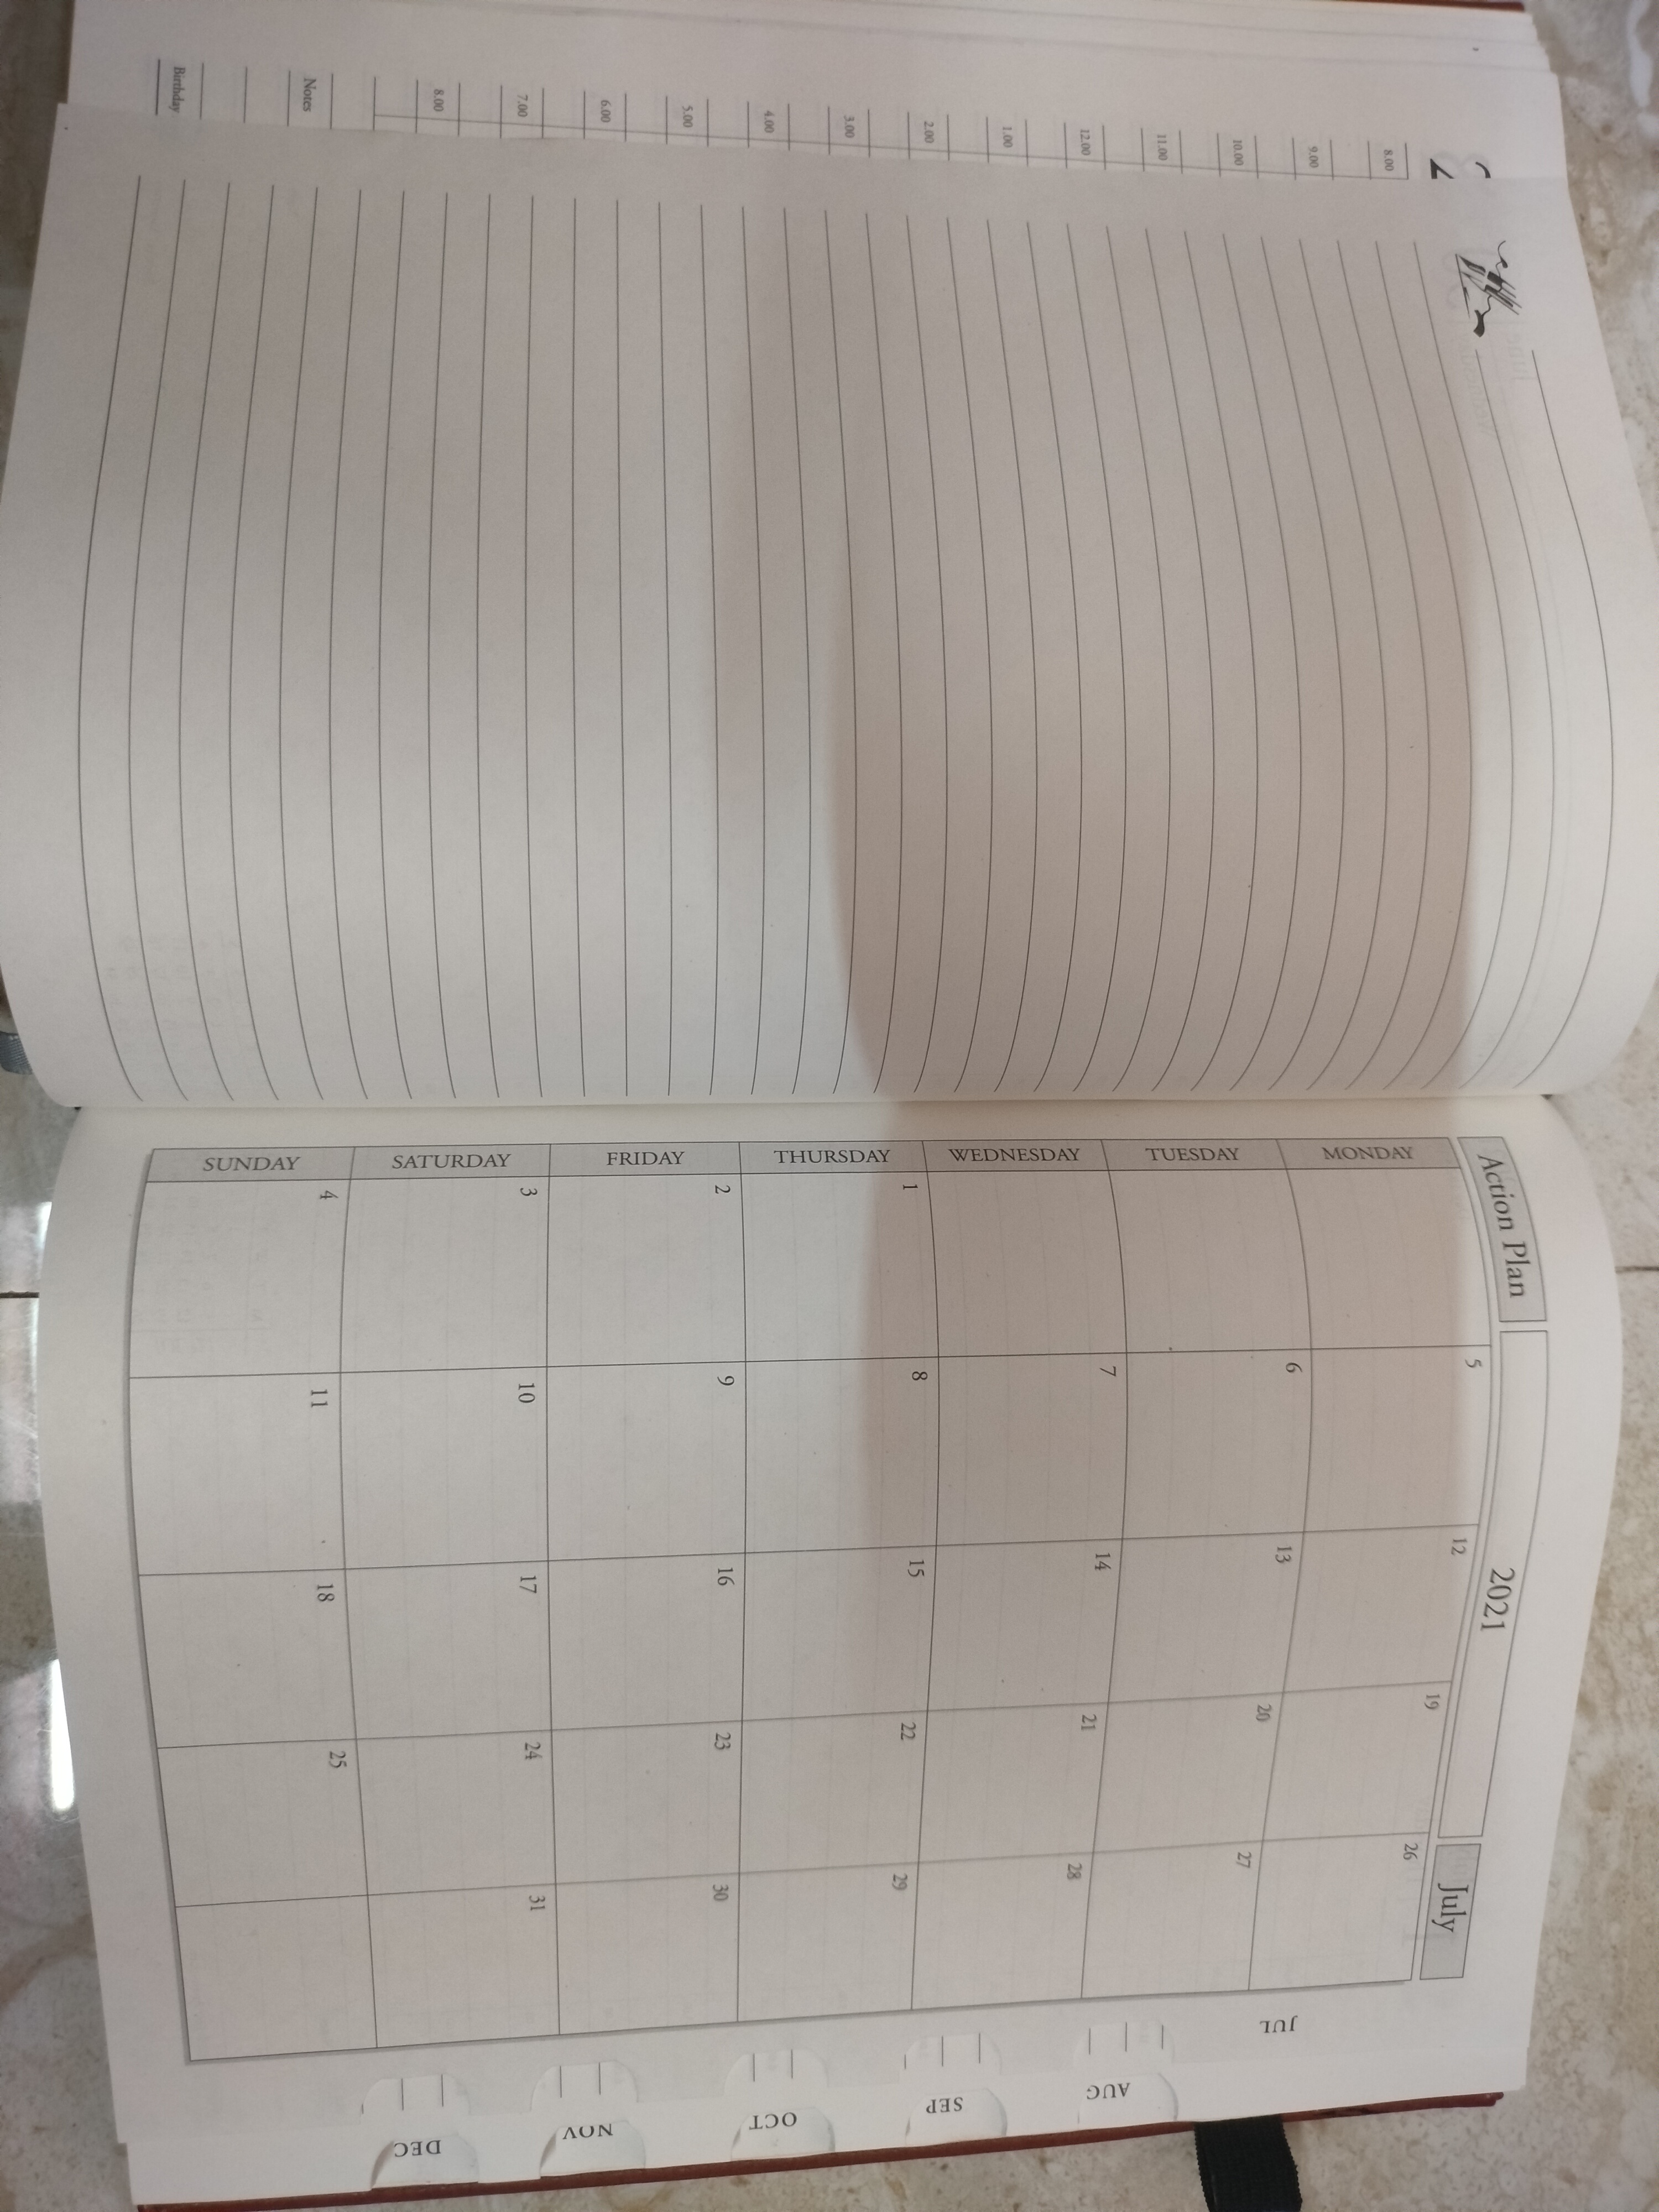 8.00
9.00
10.00
11.00
12.00
1.00
2.00
3.00
4.00
5.00
6.00
7.00
8.00
Notes
Birthday
Action Plan 2021 July
MONDAY TUESDAY WEDNESDAY THURSDAY FRIDAY SATURDAY SUNDAY
1 2 3 4
5 6 7 8 9 10 11
12 13 14 15 16 17 18
19 20 21 22 23 24 25
26 27 28 29 30 31
JUL
AUG
SEP
OCT
NOV
DEC